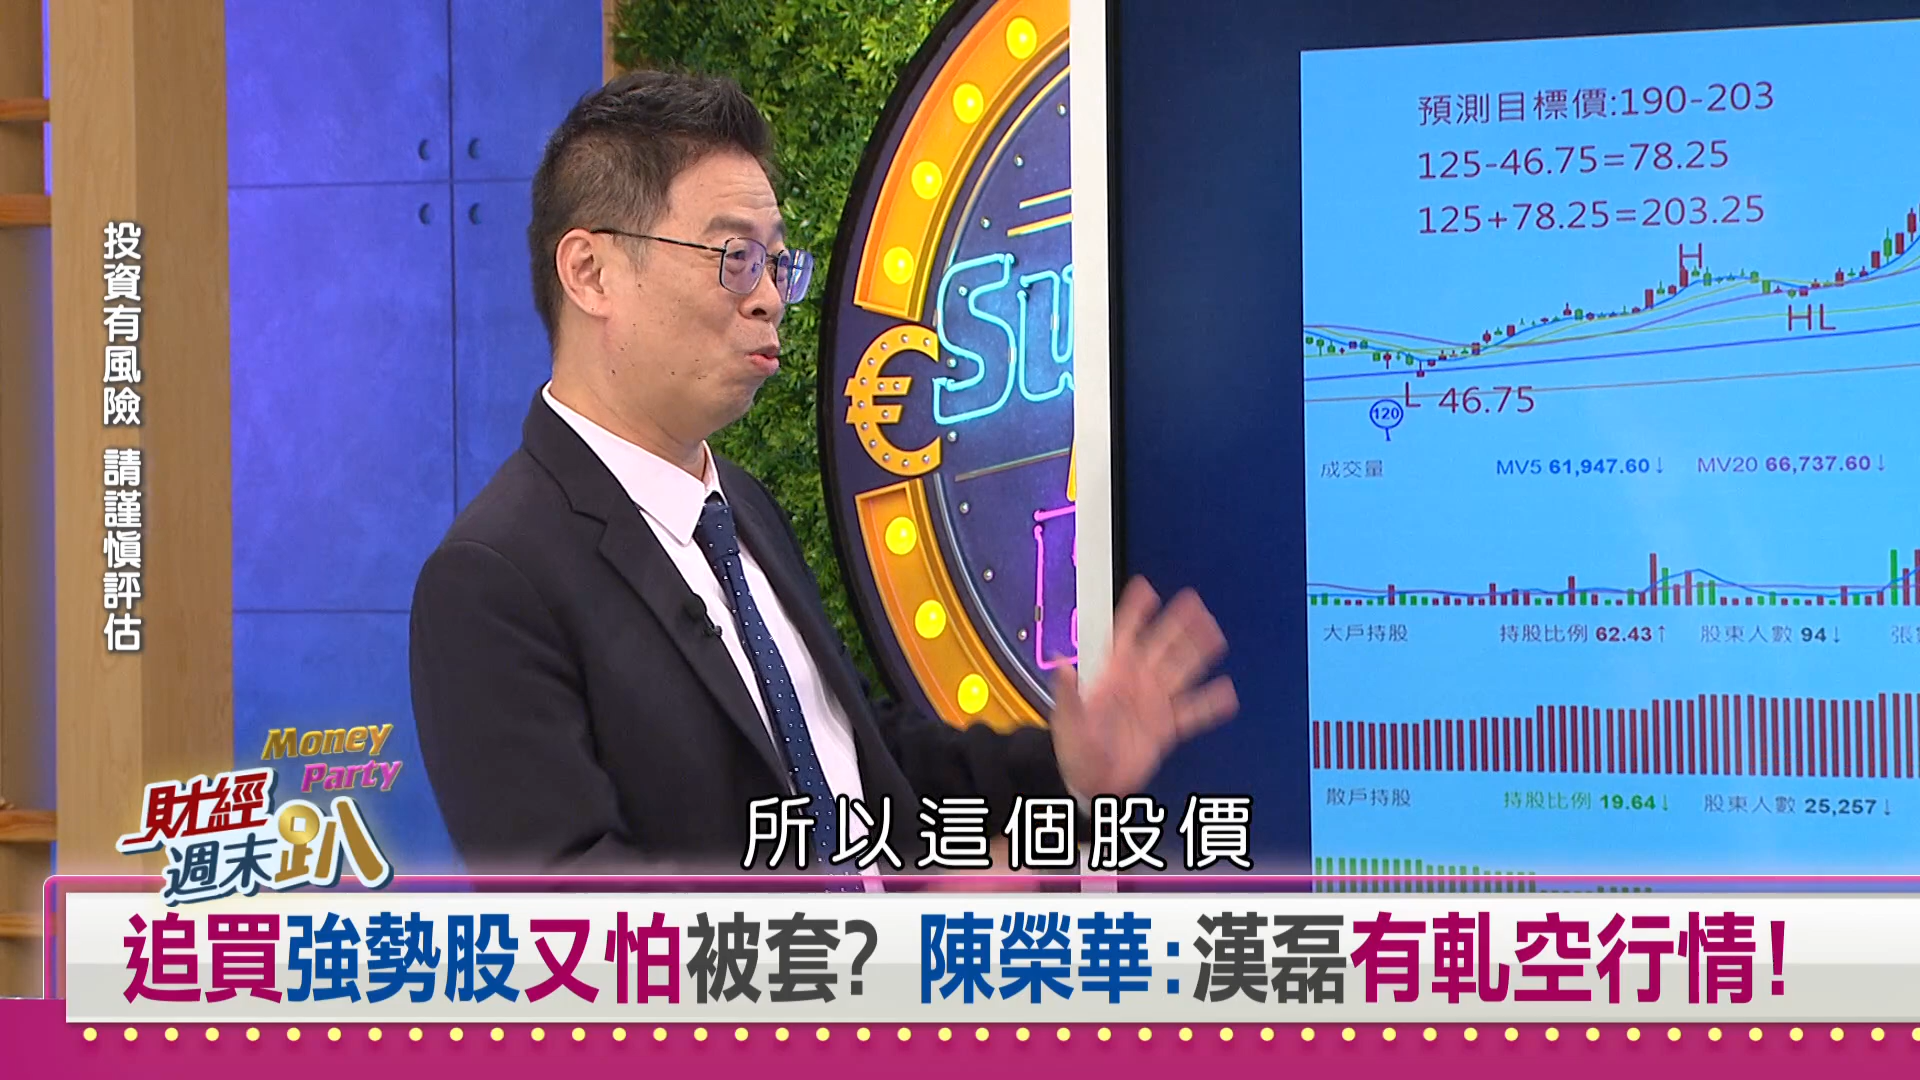 預測目標價:190-203
125-46.75=78.25
125+78.25=203.25
H
HL
L 46.75
120
成交量 MV5 61,947.60↓ MV20 66,737.60↓
大戶持股 持股比例 62.43↑ 股東人數 94↓
散戶持股 持股比例 19.64↓ 股東人數 25,257↓
投資有風險 請謹慎評估
€
Money
Party
財經
週末趴
所以這個股價
追買強勢股又怕被套? 陳榮華:漢磊有軋空行情!